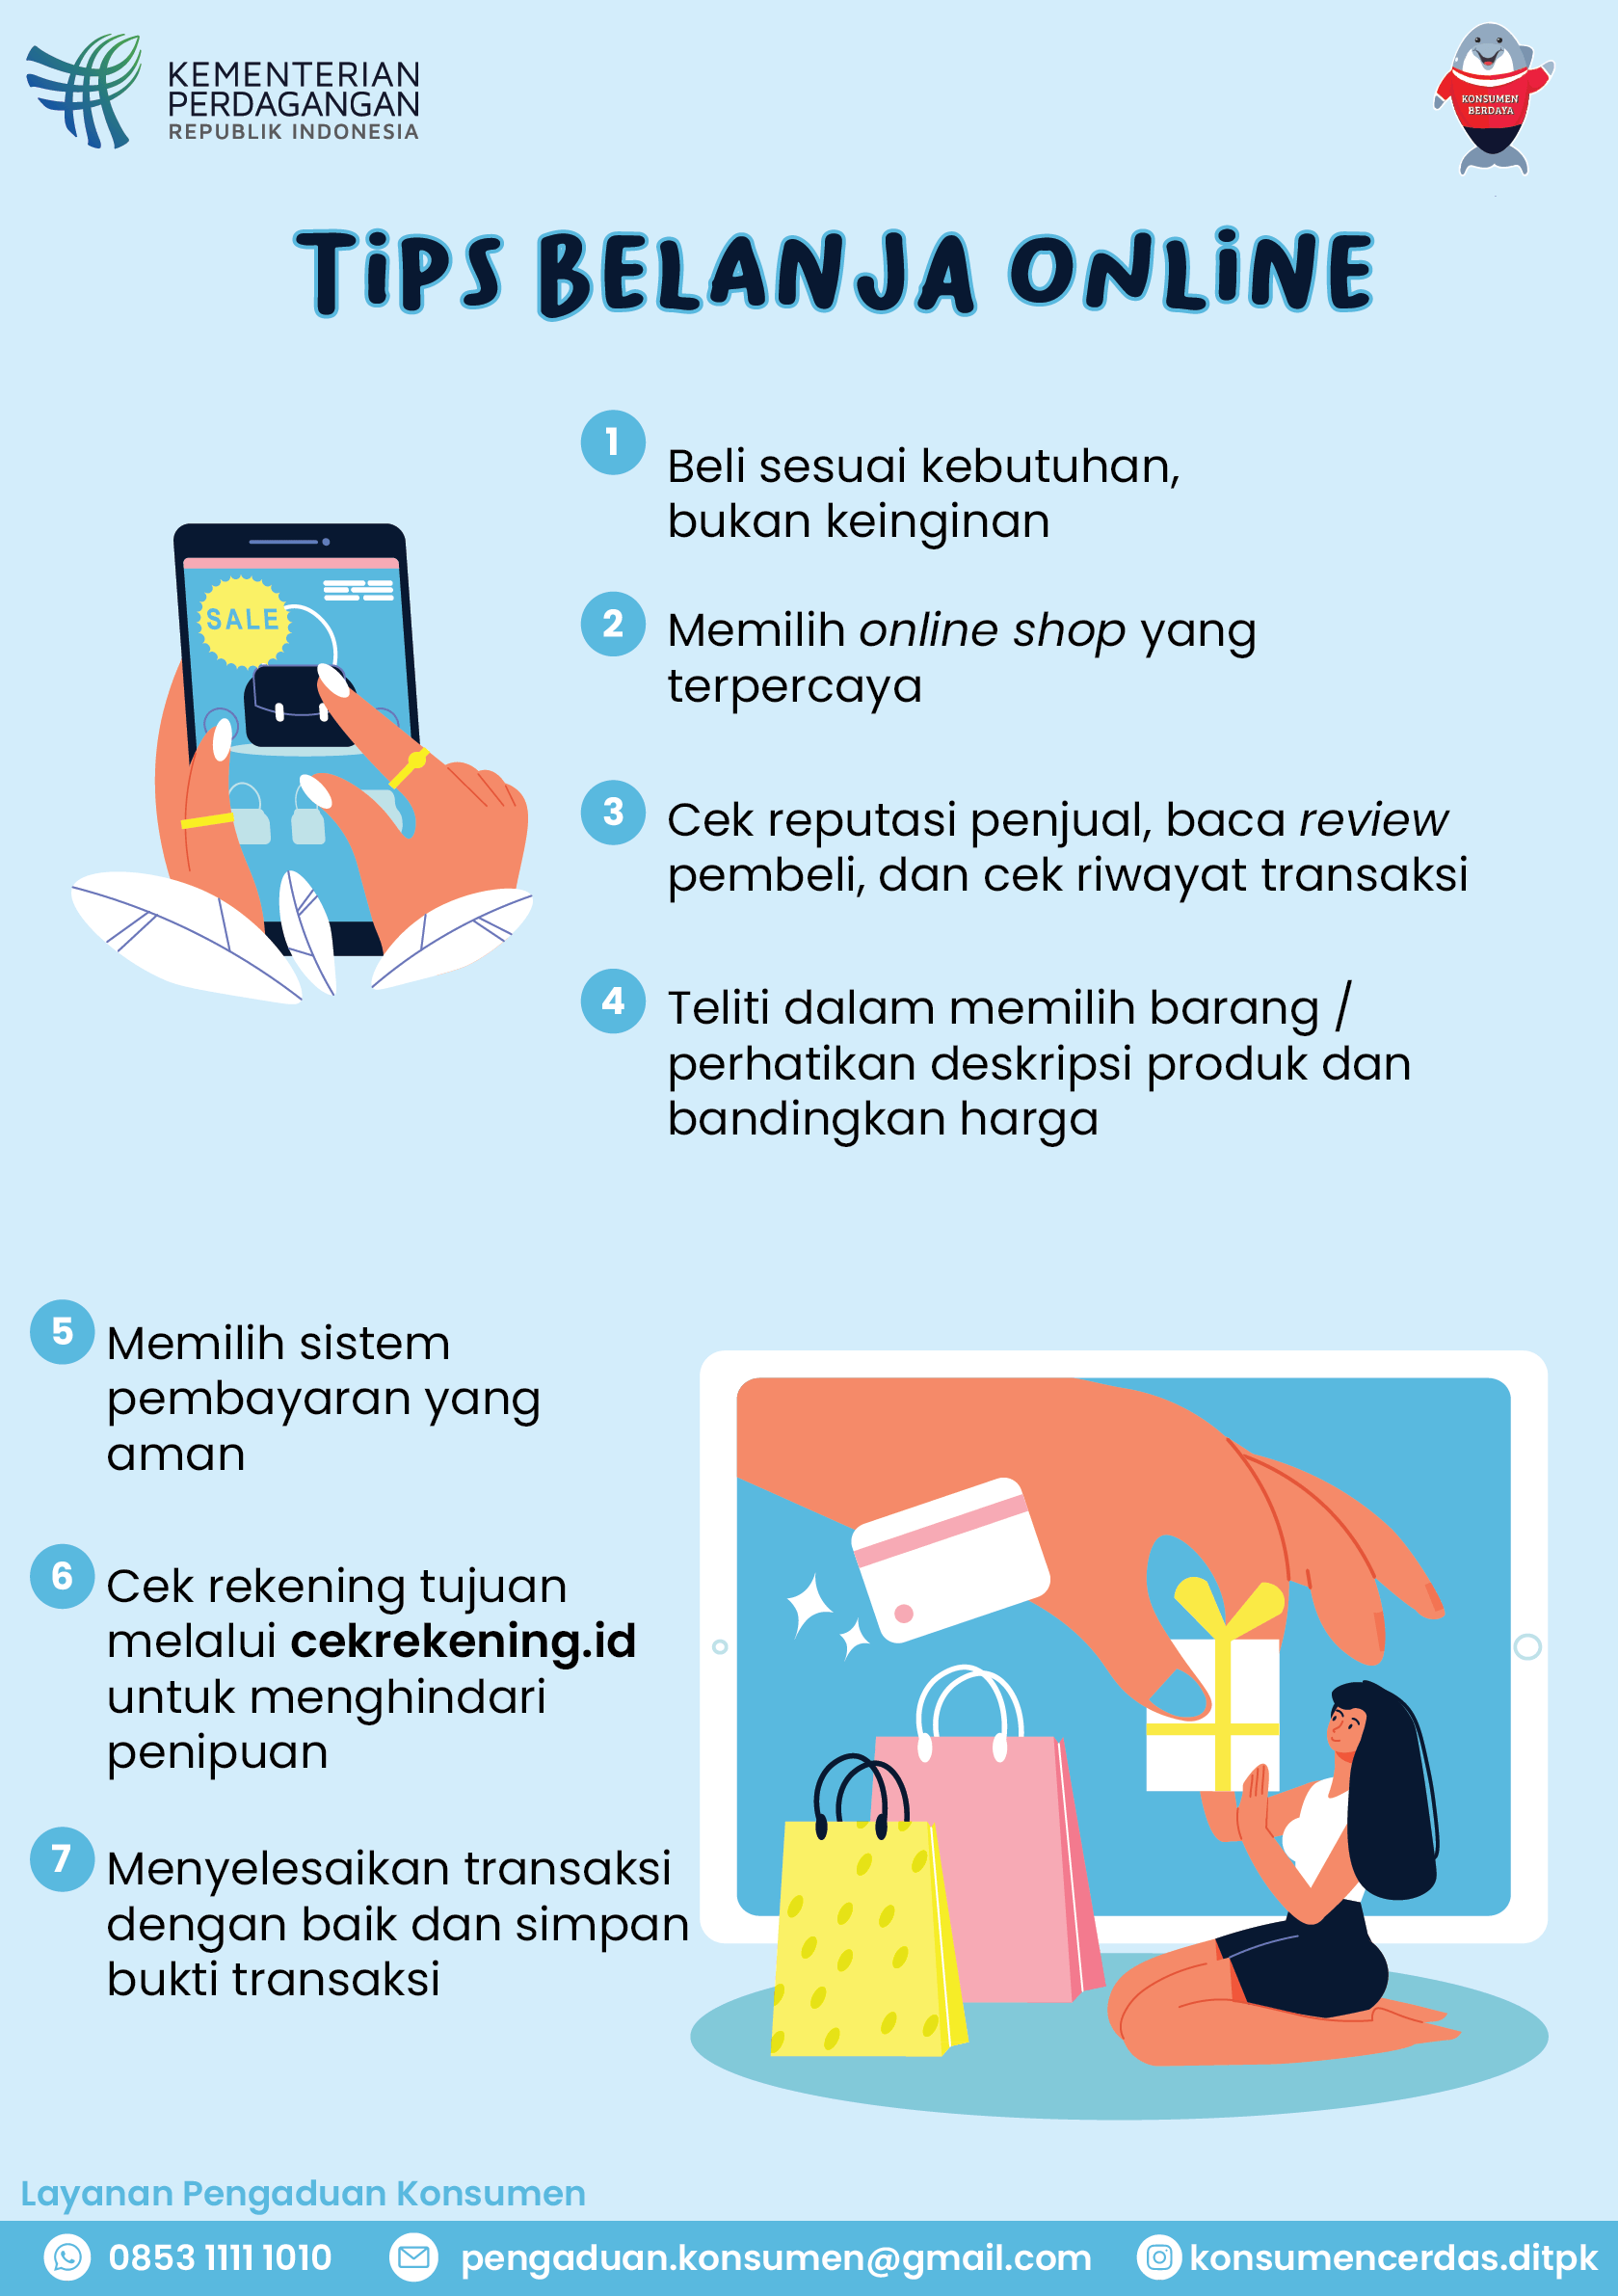 KEMENTERIAN
PERDAGANGAN
REPUBLIK INDONESIA
KONSUMEN
BERDAYA
TIPS BELANJA ONLINE
1
Beli sesuai kebutuhan,
bukan keinginan
2
Memilih online shop yang
terpercaya
3
Cek reputasi penjual, baca review
pembeli, dan cek riwayat transaksi
4
Teliti dalam memilih barang /
perhatikan deskripsi produk dan
bandingkan harga
SALE
5
Memilih sistem
pembayaran yang
aman
6
Cek rekening tujuan
melalui cekrekening.id
untuk menghindari
penipuan
7
Menyelesaikan transaksi
dengan baik dan simpan
bukti transaksi
Layanan Pengaduan Konsumen
0853 1111 1010
pengaduan.konsumen@gmail.com
konsumencerdas.ditpk